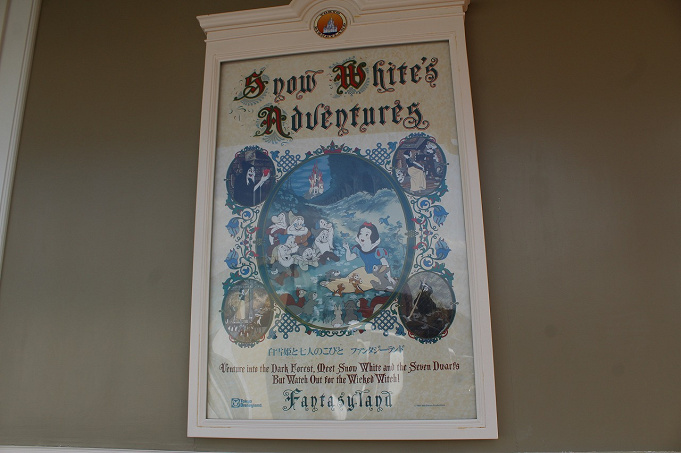 Snow White's
Adventures
白雪姫と七人のこびと ファンタジーランド
Venture into the Dark Forest, Meet Snow White and the Seven Dwarfs
But Watch Out for the Wicked Witch!
Fantasyland